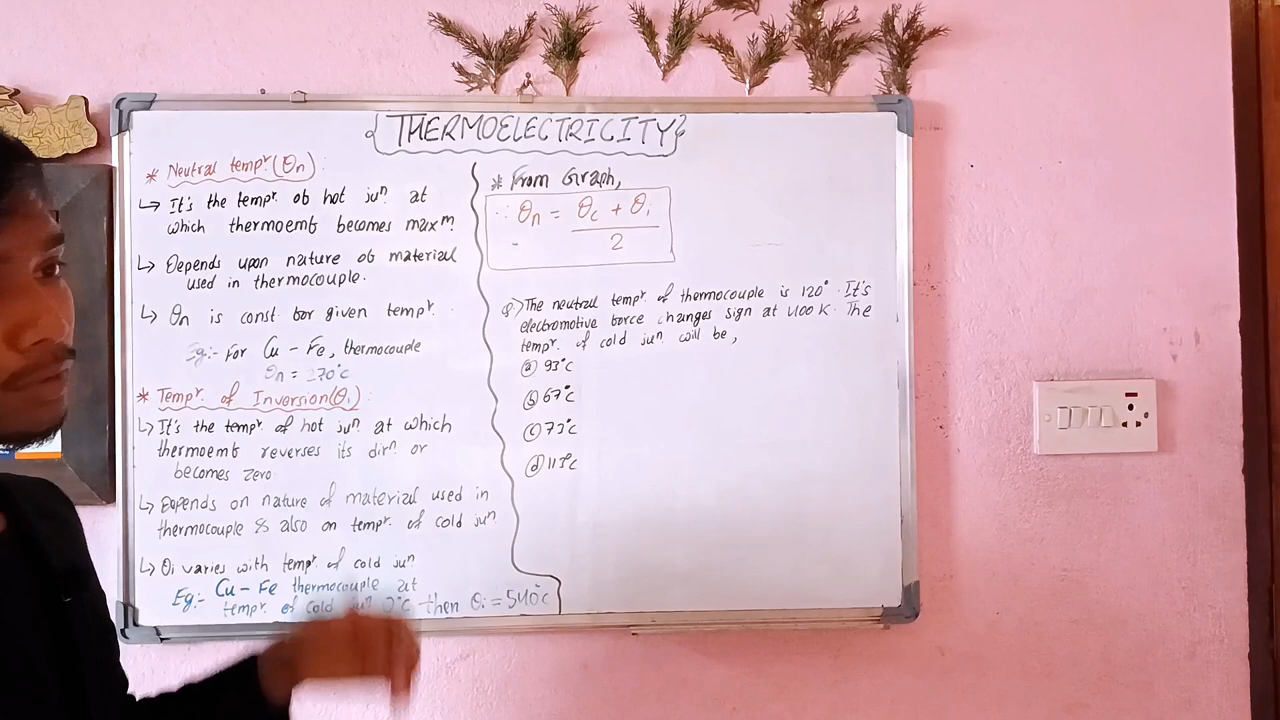 THERMOELECTRICITY
* Neutral tempr. (θn) :
↳ It's the tempr. of hot jun at
which thermoemf becomes maxm.
↳ Depends upon nature of material
used in thermocouple.
↳ θn is const. for given tempr.
Eg:- For Cu - Fe, thermocouple
θn = 270°C
* Tempr. of Inversion(θi) :
↳ It's the tempr. of hot jun at which
thermoemf reverses its dirn or
becomes zero.
↳ Depends on nature of material used in
thermocouple & also on tempr. of cold jun
↳ θi varies with tempr. of cold jun
Eg:- Cu - Fe thermocouple at
tempr. of cold jun 0°C then θi = 540°C
* From Graph,
∴ θn = θc + θi / 2
Q>The neutral tempr. of thermocouple is 120°. It's
electromotive force changes sign at 400 K. The
tempr. of cold jun will be,
(a) 93°C
(b) 67°C
(c) 73°C
(d) 113°C